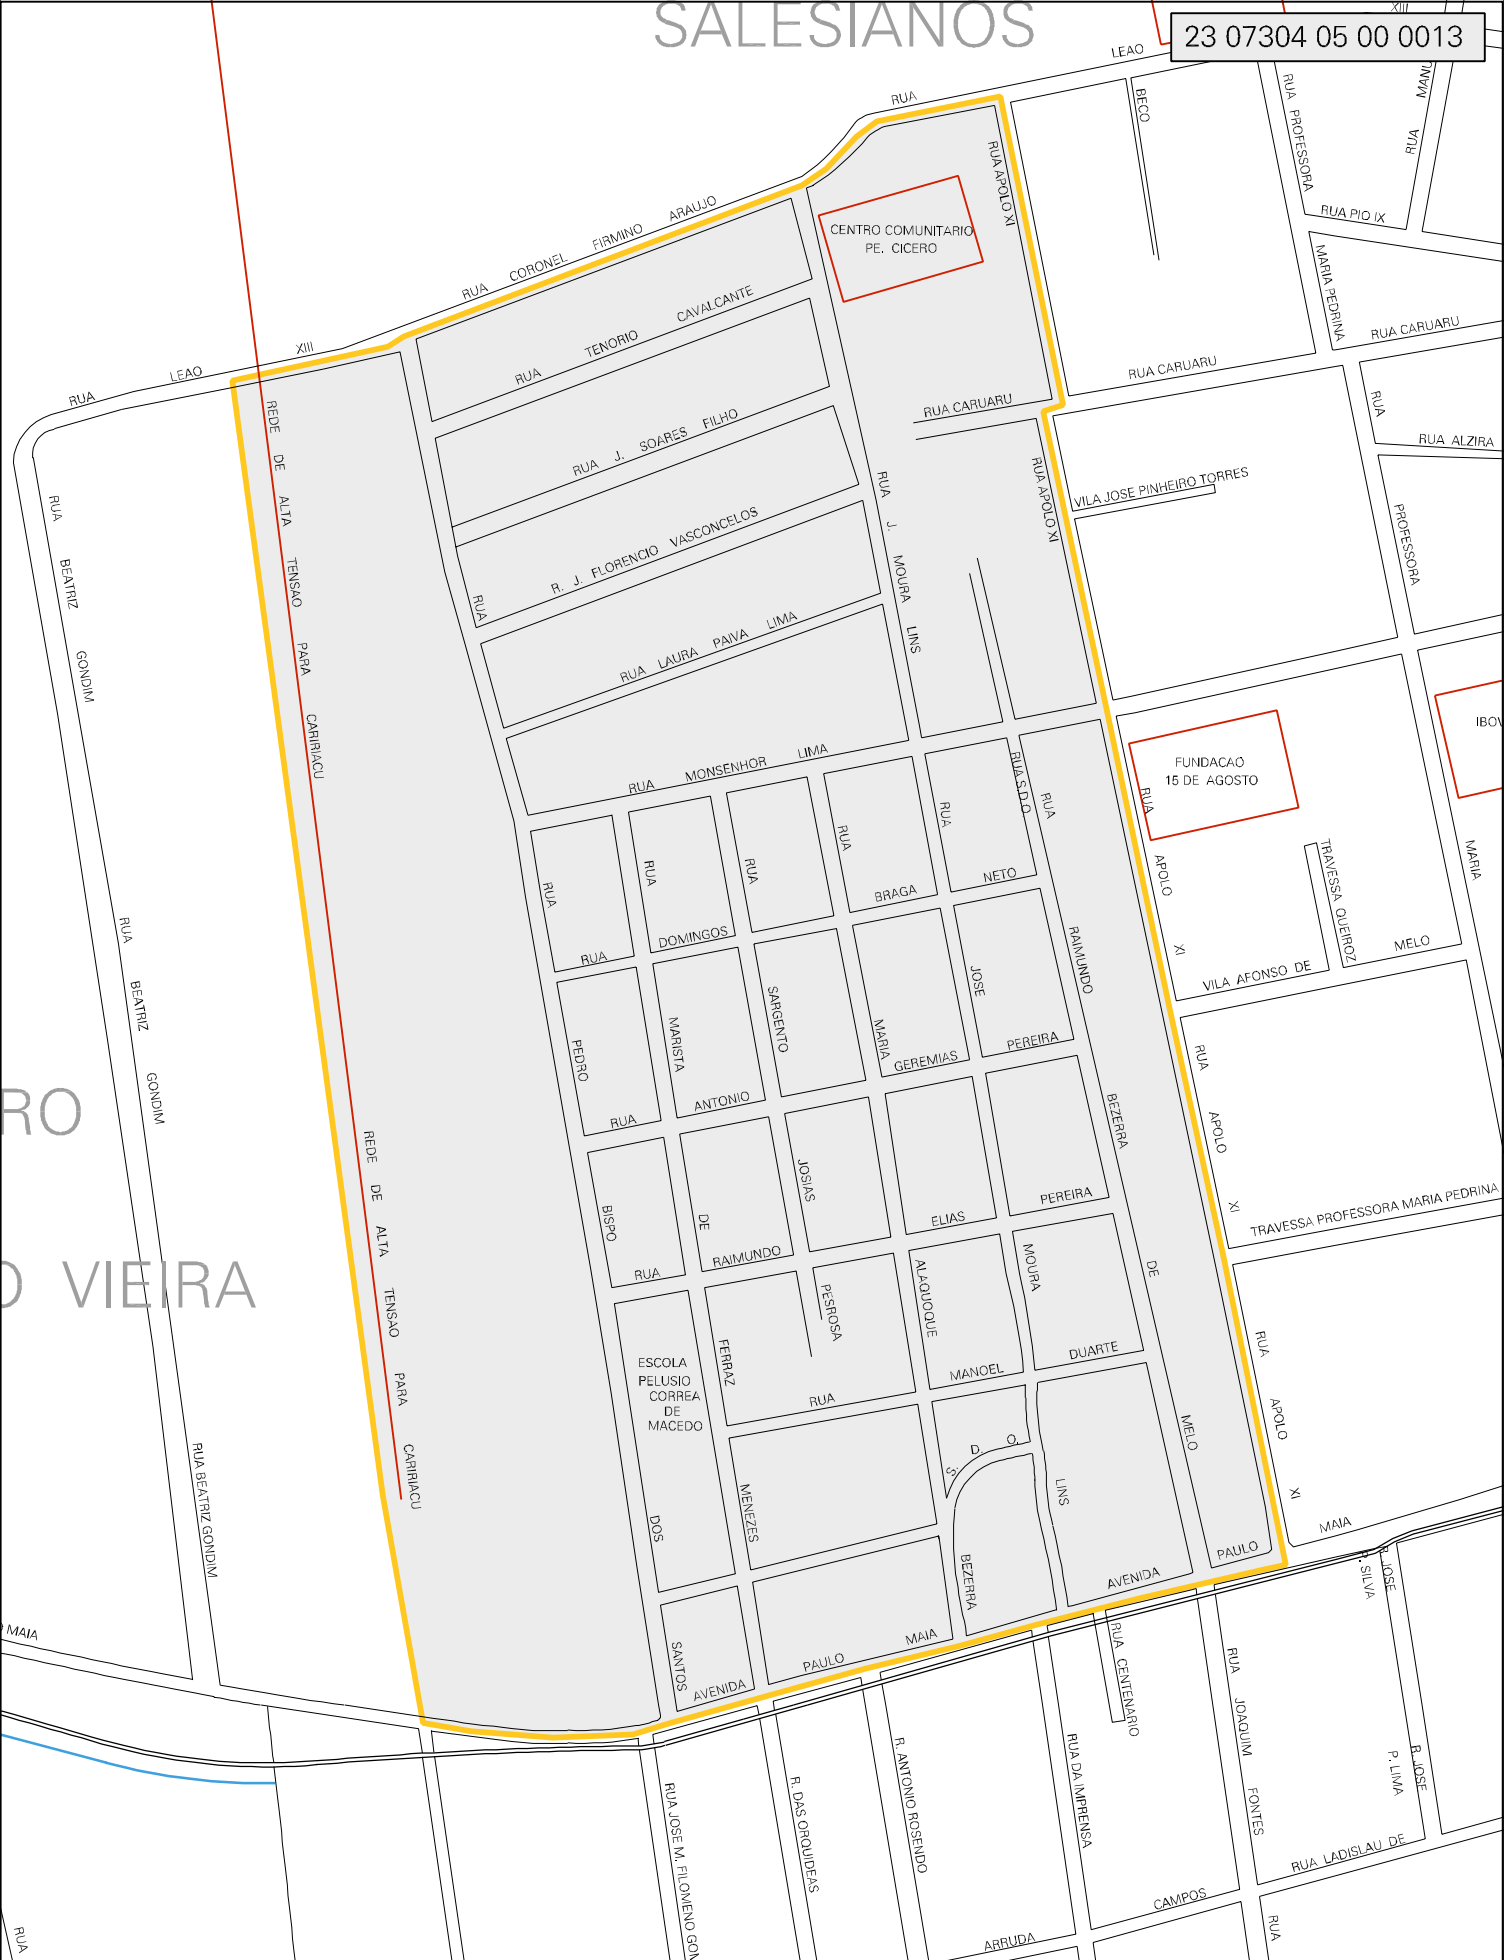 SALESIANOS
23 07304 05 00 0013
XIII
LEAO
RUA
BECO
RUA PROFESSORA
RUA
RUA PIO IX
MARIA PEDRINA
RUA CARUARU
RUA CARUARU
RUA CARUARU
RUA APOLO XI
CENTRO COMUNITARIO
PE. CICERO
RUA CORONEL FIRMINO ARAUJO
RUA LEAO XIII
RUA TENORIO CAVALCANTE
RUA J. SOARES FILHO
R. J. FLORENCIO VASCONCELOS
RUA LAURA PAIVA LIMA
RUA MONSENHOR LIMA
RUA J. MOURA LINS
RUA APOLO XI
VILA JOSE PINHEIRO TORRES
RUA
RUA ALZIRA
PROFESSORA
MARIA
FUNDACAO
15 DE AGOSTO
TRAVESSA QUEIROZ
VILA AFONSO DE MELO
RUA APOLO XI
RUA APOLO XI
RUA APOLO XI
TRAVESSA PROFESSORA MARIA PEDRINA
REDE DE ALTA TENSAO PARA CARIRIACU
REDE DE ALTA TENSAO PARA CARIRIACU
RUA BEATRIZ GONDIM
RUA BEATRIZ GONDIM
RUA BEATRIZ GONDIM
RO
O VIEIRA
RUA
RUA PEDRO BISPO DOS SANTOS
RUA MARISTA DE FERRAZ MENEZES
RUA SARGENTO JOSIAS PESROSA
RUA MARIA ALAQUOQUE BEZERRA
RUA JOSE MOURA LINS
RUA S.D.O.
RUA RAIMUNDO BEZERRA DE MELO
RUA DOMINGOS BRAGA NETO
RUA ANTONIO GEREMIAS PEREIRA
RUA RAIMUNDO ELIAS PEREIRA
RUA MANOEL DUARTE
S. D. O.
ESCOLA
PELUSIO
CORREA
DE
MACEDO
AVENIDA PAULO MAIA
AVENIDA PAULO MAIA
MAIA
RUA JOSE M. FILOMENO
R. DAS ORQUIDEAS
R. ANTONIO ROSENDO
RUA DA IMPRENSA
RUA CENTENARIO
RUA JOAQUIM FONTES
R. JOSE
P. SILVA
R. JOSE
P. LIMA
RUA LADISLAU DE
ARRUDA CAMPOS
RUA
RUA